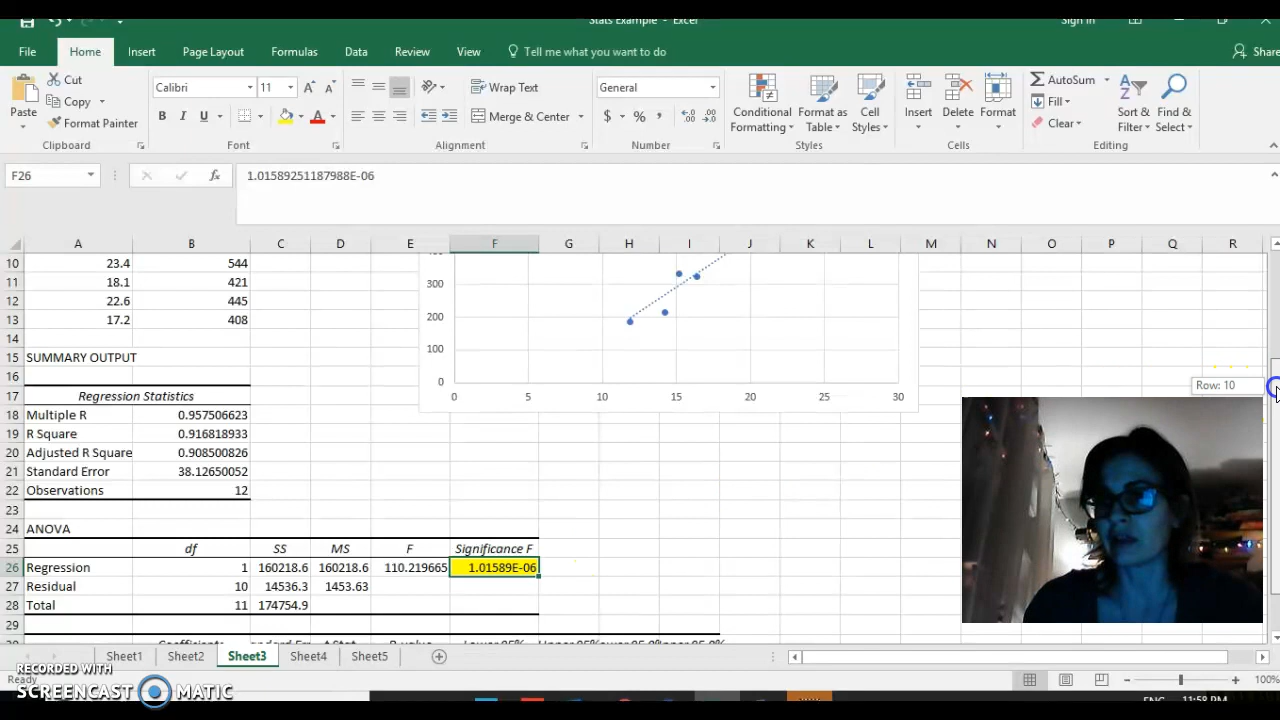 Stats Example - Excel
Sign in
File Home Insert Page Layout Formulas Data Review View Tell me what you want to do Share
Paste Cut Calibri 11 Wrap Text General AutoSum
Copy Fill
Format Painter B I U Merge & Center $ % Conditional Formatting Format as Table Cell Styles Insert Delete Format Clear Sort & Filter Find & Select
Clipboard Font Alignment Number Styles Cells Editing
F26 fx 1.01589251187988E-06
A B C D E F G H I J K L M N O P Q R
10 23.4 544
11 18.1 421
12 22.6 445
13 17.2 408
14
15 SUMMARY OUTPUT
16
17 Regression Statistics
18 Multiple R 0.957506623
19 R Square 0.916818933
20 Adjusted R Square 0.908500826
21 Standard Error 38.12650052
22 Observations 12
23
24 ANOVA
25 df SS MS F Significance F
26 Regression 1 160218.6 160218.6 110.219665 1.01589E-06
27 Residual 10 14536.3 1453.63
28 Total 11 174754.9
29
300
200
100
0
0 5 10 15 20 25 30
Row: 10
Sheet1 Sheet2 Sheet3 Sheet4 Sheet5
Ready 100%
RECORDED WITH
SCREENCAST MATIC
ENG 11:58 PM